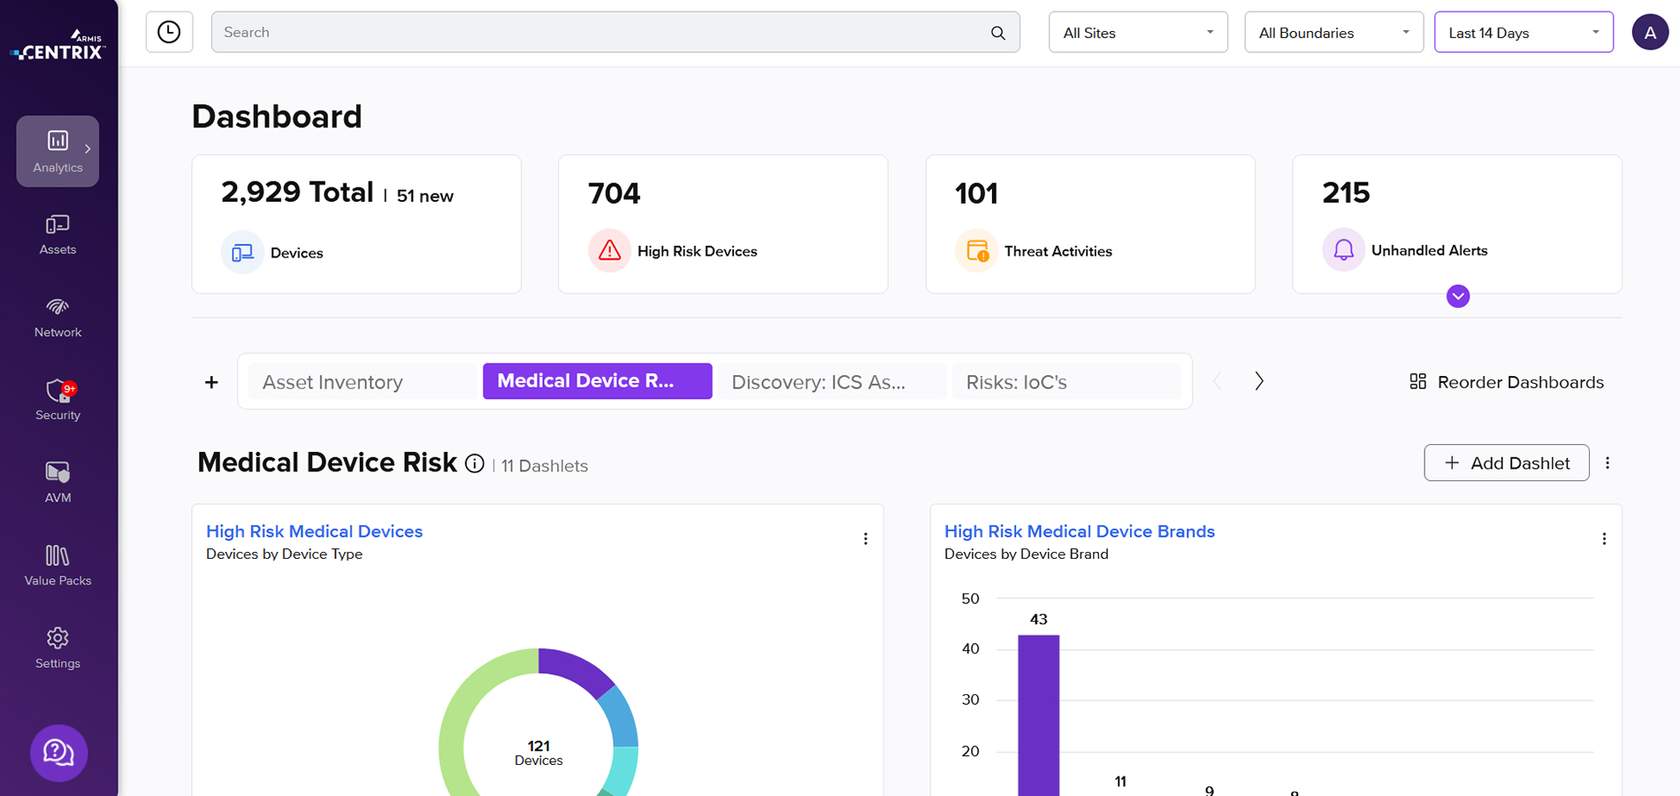 ARMIS
CENTRIX™
Search
All Sites
All Boundaries
Last 14 Days
A
Analytics
Assets
Network
9+
Security
AVM
Value Packs
Settings
Dashboard
2,929 Total | 51 new
Devices
704
High Risk Devices
101
Threat Activities
215
Unhandled Alerts
Asset Inventory
Medical Device R...
Discovery: ICS As...
Risks: IoC's
Reorder Dashboards
Medical Device Risk | 11 Dashlets
Add Dashlet
High Risk Medical Devices
Devices by Device Type
121
Devices
High Risk Medical Device Brands
Devices by Device Brand
50
43
40
30
20
11
9